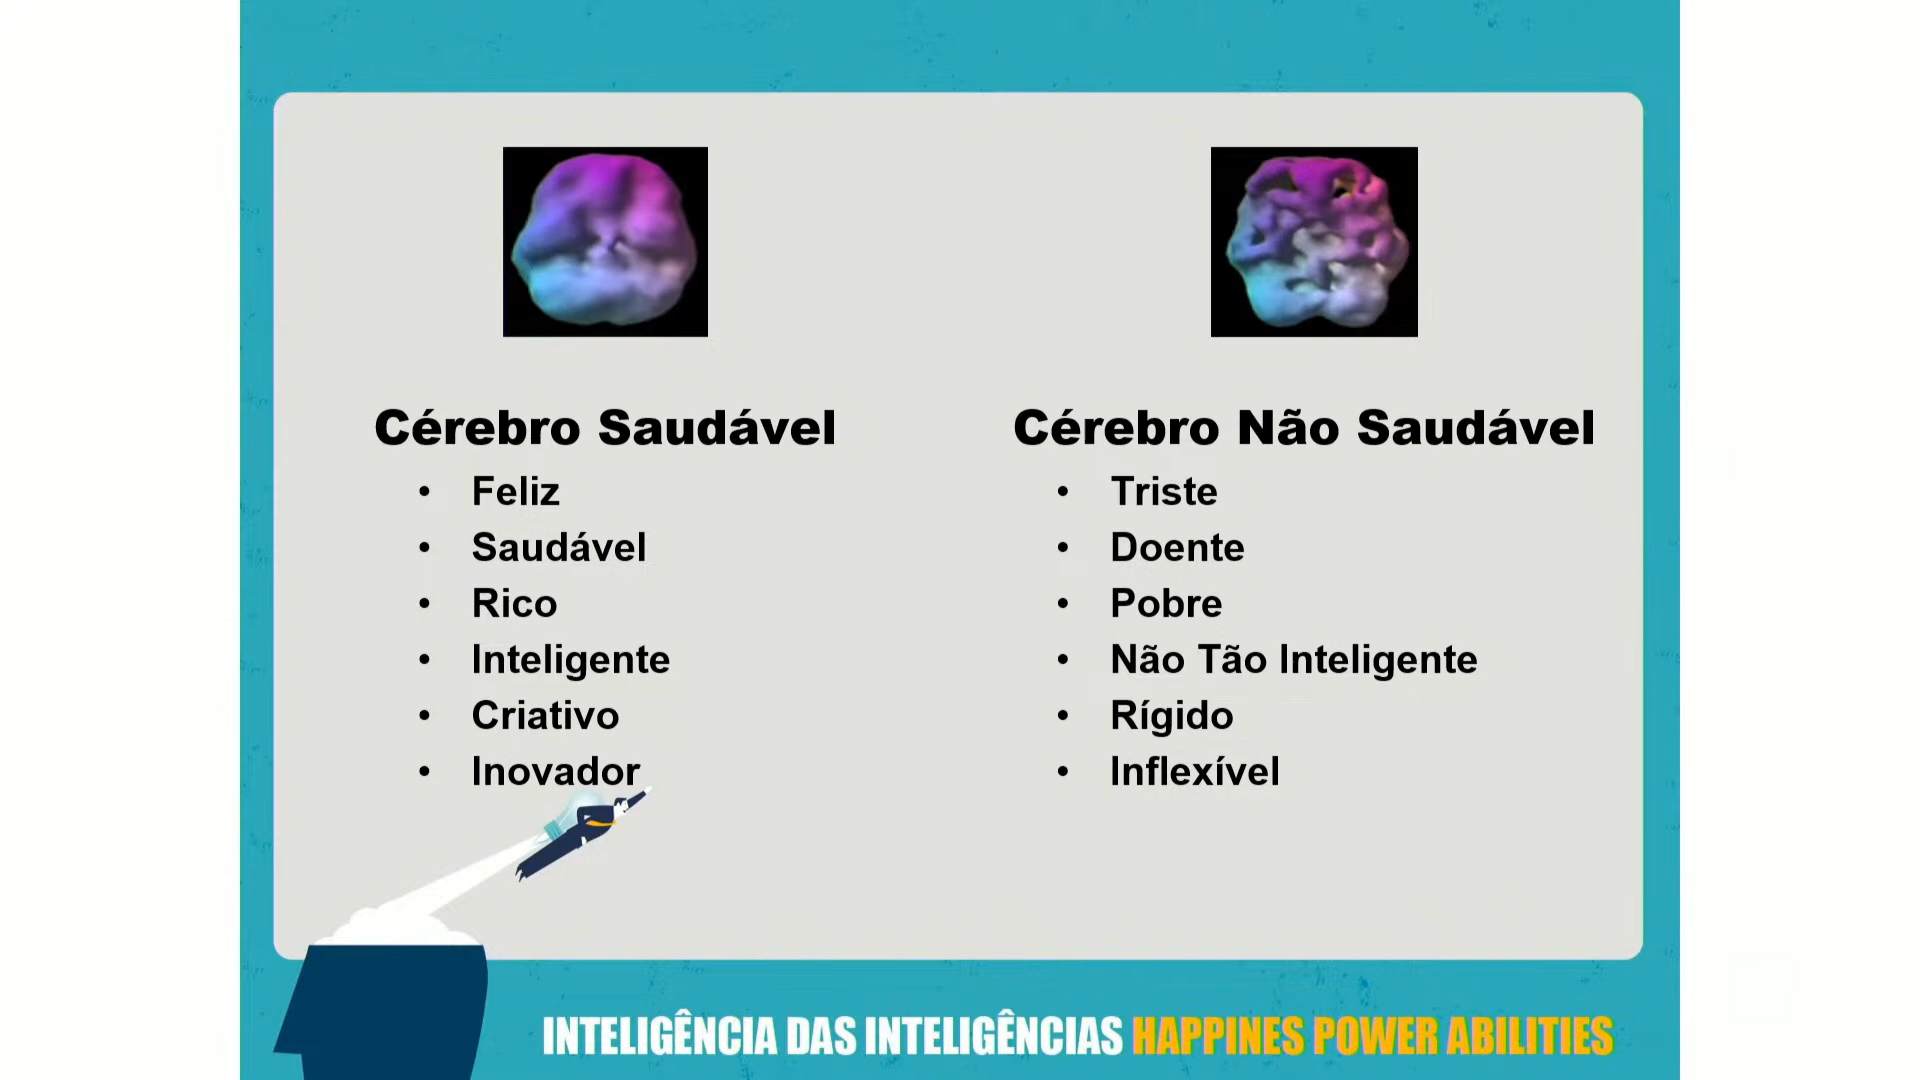 Cérebro Saudável
• Feliz
• Saudável
• Rico
• Inteligente
• Criativo
• Inovador
Cérebro Não Saudável
• Triste
• Doente
• Pobre
• Não Tão Inteligente
• Rígido
• Inflexível
INTELIGÊNCIA DAS INTELIGÊNCIAS HAPPINES POWER ABILITIES